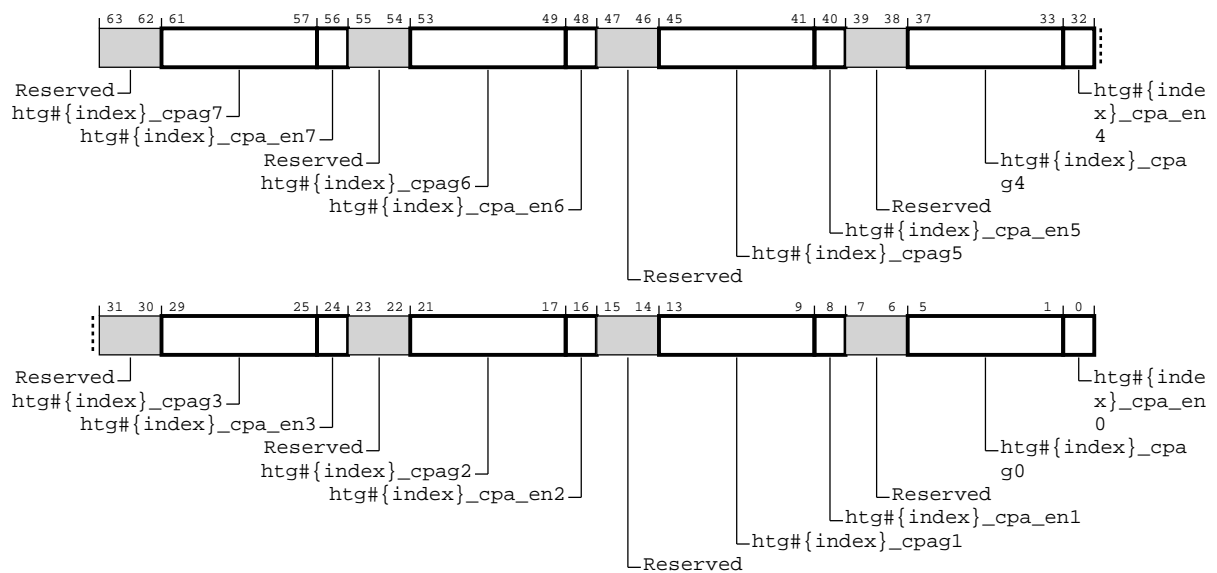 63 62 61 57 56 55 54 53 49 48 47 46 45 41 40 39 38 37 33 32
Reserved
htg#{index}_cpag7
htg#{index}_cpa_en7
Reserved
htg#{index}_cpag6
htg#{index}_cpa_en6
Reserved
htg#{index}_cpag5
htg#{index}_cpa_en5
Reserved
htg#{index}_cpa
g4
htg#{inde
x}_cpa_en
4
31 30 29 25 24 23 22 21 17 16 15 14 13 9 8 7 6 5 1 0
Reserved
htg#{index}_cpag3
htg#{index}_cpa_en3
Reserved
htg#{index}_cpag2
htg#{index}_cpa_en2
Reserved
htg#{index}_cpag1
htg#{index}_cpa_en1
Reserved
htg#{index}_cpa
g0
htg#{inde
x}_cpa_en
0